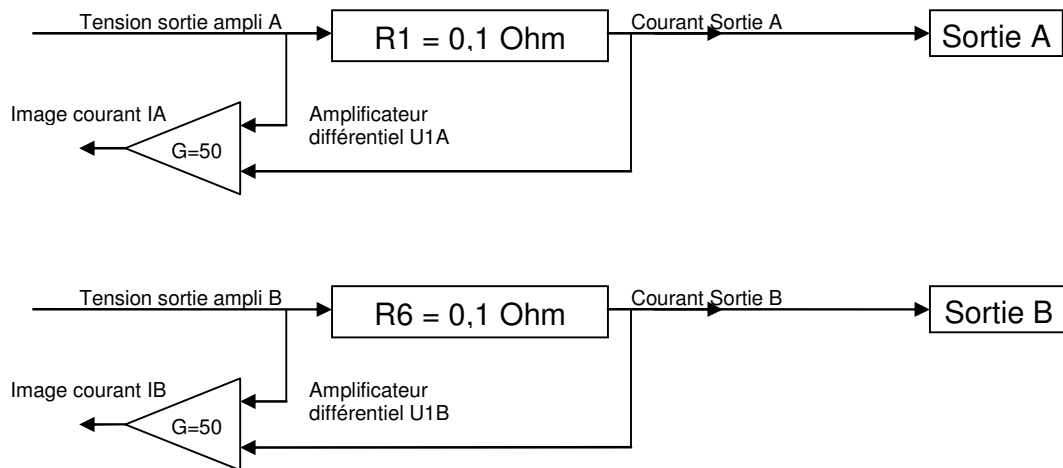 Tension sortie ampli A
R1 = 0,1 Ohm
Courant Sortie A
Sortie A
Image courant IA
G=50
Amplificateur
différentiel U1A
Tension sortie ampli B
R6 = 0,1 Ohm
Courant Sortie B
Sortie B
Image courant IB
G=50
Amplificateur
différentiel U1B